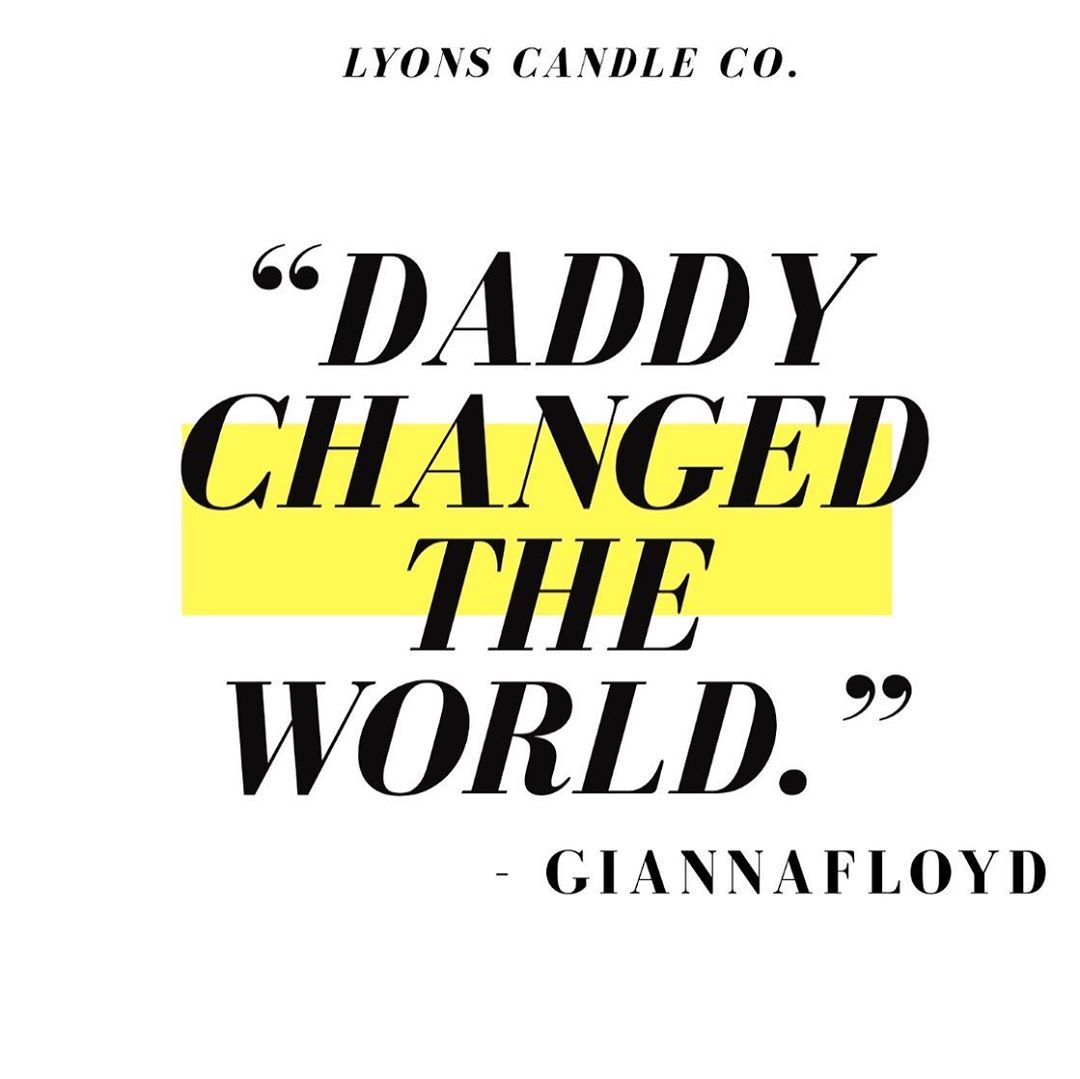 LYONS CANDLE CO.
“DADDY
CHANGED
THE
WORLD.”
- GIANNAFLOYD